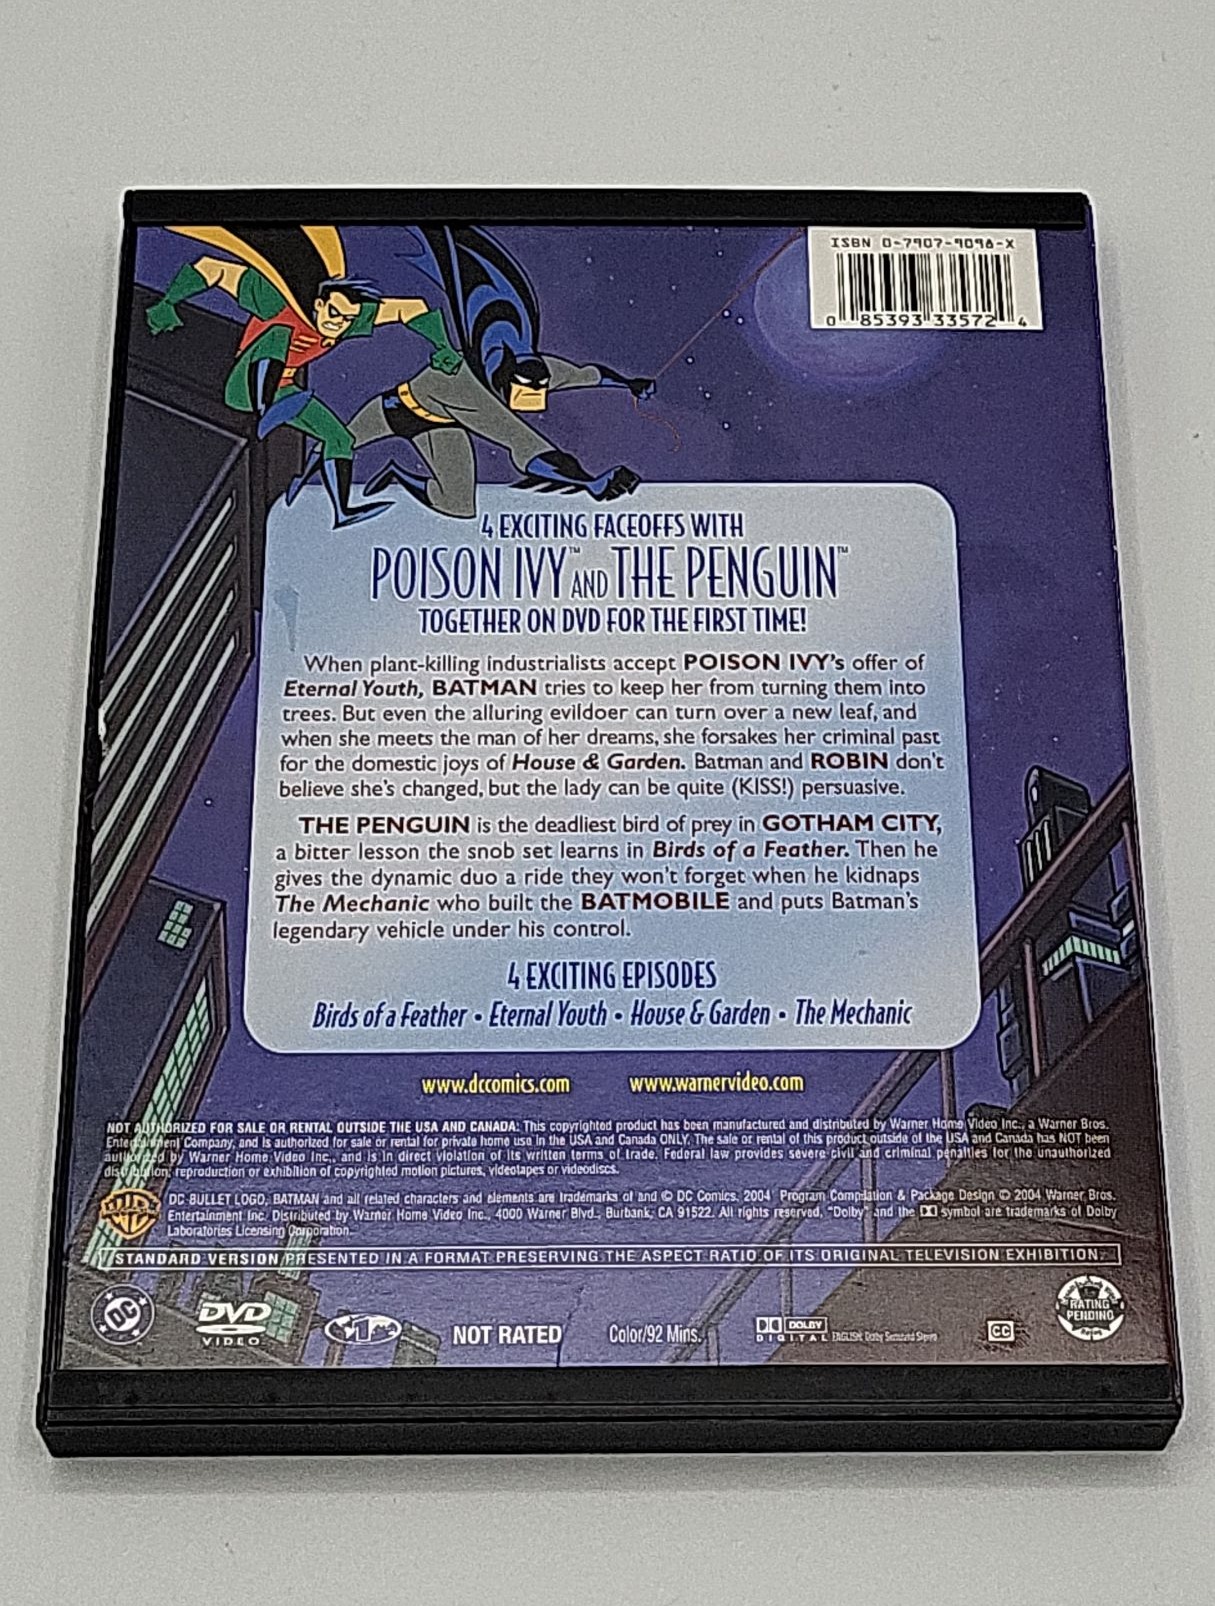 ISBN 0-7907-9098-X
0 85393 33572 4
4 EXCITING FACEOFFS WITH
POISON IVY™ AND THE PENGUIN™
TOGETHER ON DVD FOR THE FIRST TIME!
When plant-killing industrialists accept POISON IVY's offer of
Eternal Youth, BATMAN tries to keep her from turning them into
trees. But even the alluring evildoer can turn over a new leaf, and
when she meets the man of her dreams, she forsakes her criminal past
for the domestic joys of House & Garden. Batman and ROBIN don't
believe she's changed, but the lady can be quite (KISS!) persuasive.
THE PENGUIN is the deadliest bird of prey in GOTHAM CITY,
a bitter lesson the snob set learns in Birds of a Feather. Then he
gives the dynamic duo a ride they won't forget when he kidnaps
The Mechanic who built the BATMOBILE and puts Batman's
legendary vehicle under his control.
4 EXCITING EPISODES
Birds of a Feather • Eternal Youth • House & Garden • The Mechanic
www.dccomics.com www.warnervideo.com
NOT AUTHORIZED FOR SALE OR RENTAL OUTSIDE THE USA AND CANADA: This copyrighted product has been manufactured and distributed by Warner Home Video Inc., a Warner Bros.
Entertainment Company, and is authorized for sale or rental for private home use in the USA and Canada ONLY. The sale or rental of this product outside of the USA and Canada has NOT been
authorized by Warner Home Video Inc., and is in direct violation of its written terms of trade. Federal law provides severe civil and criminal penalties for the unauthorized
distribution, reproduction or exhibition of copyrighted motion pictures, videotapes or videodiscs.
DC BULLET LOGO, BATMAN and all related characters and elements are trademarks of and © DC Comics. 2004 Program Compilation & Package Design © 2004 Warner Bros.
Entertainment Inc. Distributed by Warner Home Video Inc., 4000 Warner Blvd., Burbank, CA 91522. All rights reserved. "Dolby" and the symbol are trademarks of Dolby
Laboratories Licensing Corporation.
STANDARD VERSION PRESENTED IN A FORMAT PRESERVING THE ASPECT RATIO OF ITS ORIGINAL TELEVISION EXHIBITION.
DC DVD VIDEO 1 NOT RATED Color/92 Mins. DOLBY DIGITAL ENGLISH: Dolby Surround Stereo CC RATING PENDING